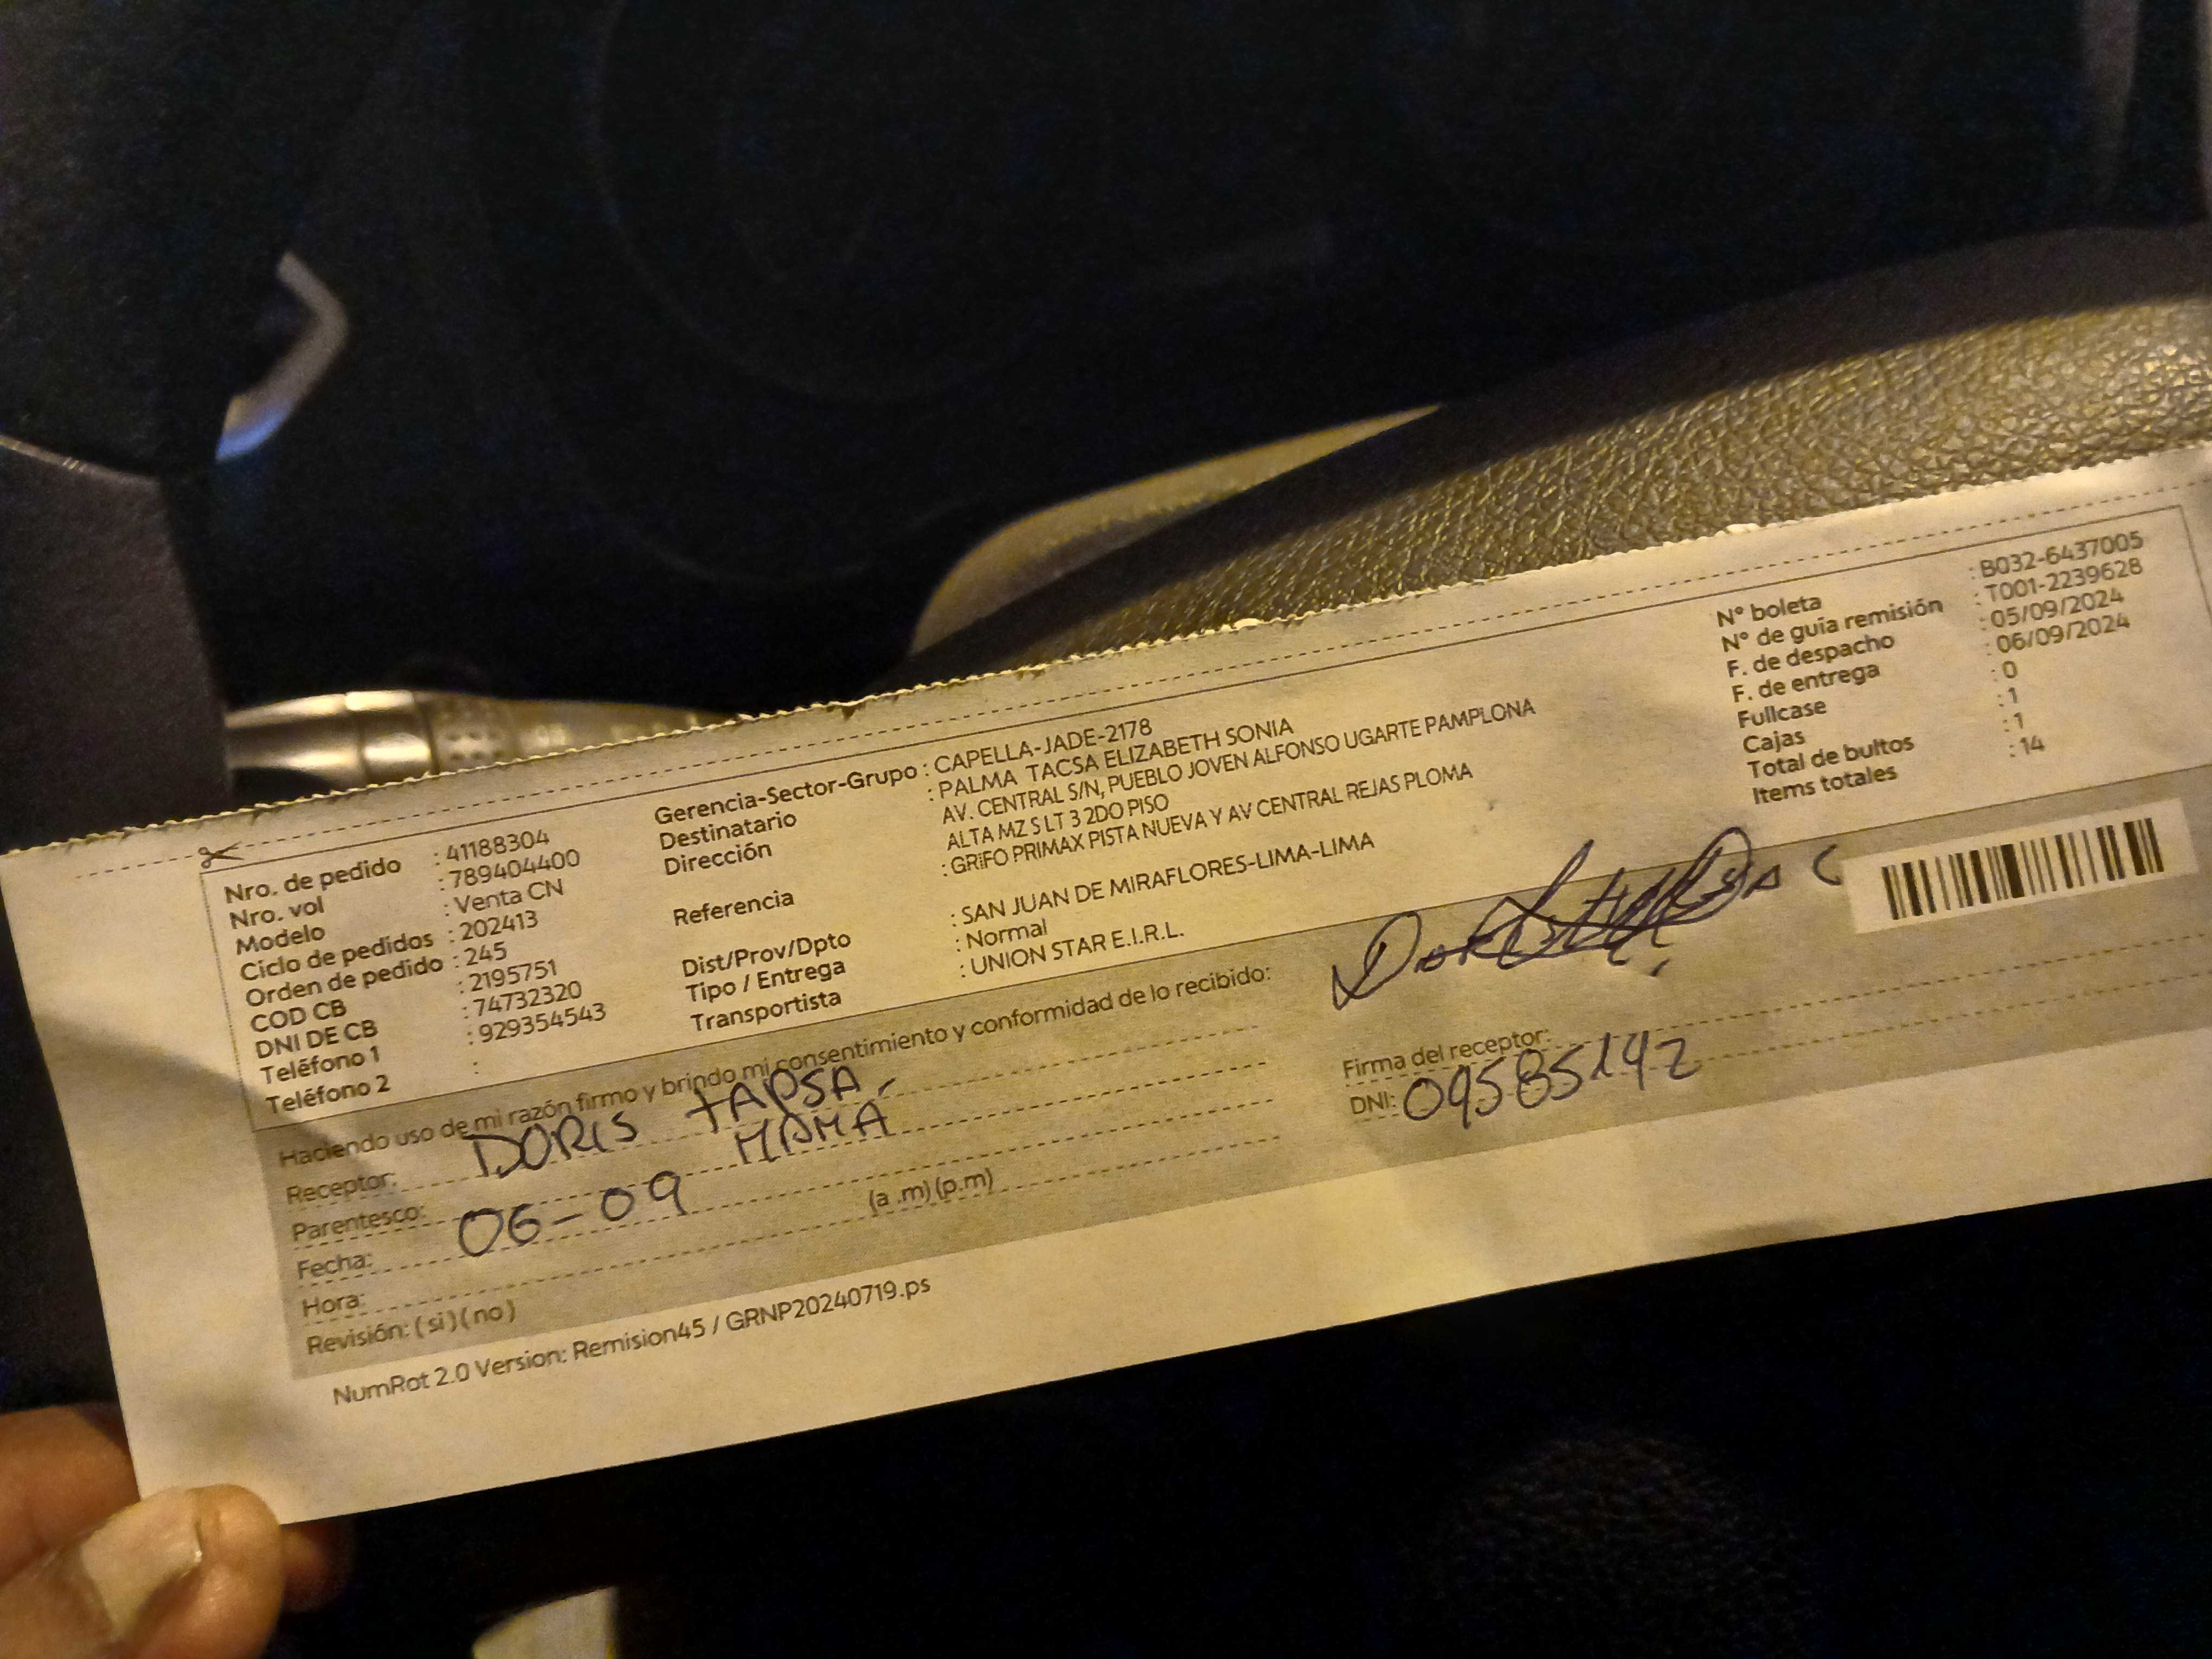 Nro. de pedido : 41188304
Nro. vol : 789404400
Modelo : Venta CN
Ciclo de pedidos : 202413
Orden de pedido : 245
COD CB : 2195751
DNI DE CB : 74732320
Teléfono 1 : 929354543
Teléfono 2 :
Gerencia-Sector-Grupo : CAPELLA-JADE-2178
Destinatario : PALMA TACSA ELIZABETH SONIA
Dirección AV. CENTRAL S/N, PUEBLO JOVEN ALFONSO UGARTE PAMPLONA
ALTA MZ S LT 3 2DO PISO
Referencia : GRIFO PRIMAX PISTA NUEVA Y AV CENTRAL REJAS PLOMA
Dist/Prov/Dpto : SAN JUAN DE MIRAFLORES-LIMA-LIMA
Tipo / Entrega : Normal
Transportista : UNION STAR E.I.R.L.
N° boleta : B032-6437005
N° de guia remisión : T001-2239628
F. de despacho : 05/09/2024
F. de entrega : 06/09/2024
Fullcase : 0
Cajas : 1
Total de bultos : 1
Items totales : 14
Haciendo uso de mi razón firmo y brindo mi consentimiento y conformidad de lo recibido:
Receptor: DORIS TAPSA.
Parentesco: MAMA
Fecha: 06-09
Hora: (a .m) (p.m)
Revisión: ( si ) ( no )
Firma del receptor:
DNI: 09585142
NumRot 2.0 Version: Remision45 / GRNP20240719.ps